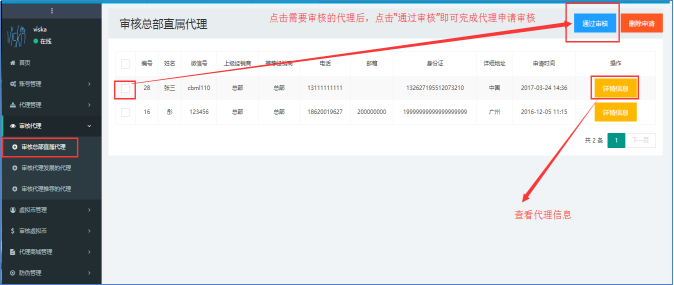 viska
在线
首页
账号管理
代理管理
审核代理
审核总部直属代理
审核代理发展的代理
审核代理推荐的代理
虚拟币管理
审核虚拟币
代理商城管理
防伪管理
审核总部直属代理
点击需要审核的代理后，点击“通过审核”即可完成代理申请审核
通过审核 删除申请
编号 姓名 微信号 上级经销商 推荐经销商 电话 邮箱 身份证 详细地址 申请时间 操作
28 张三 cbml110 总部 总部 13111111111 132627195512073210 中国 2017-03-24 14:36 详情信息
16 彤 123456 总部 总部 18620019627 200000000 19999999999999999999 广州 2016-12-05 11:15 详情信息
共 2 条 1 下一页
查看代理信息